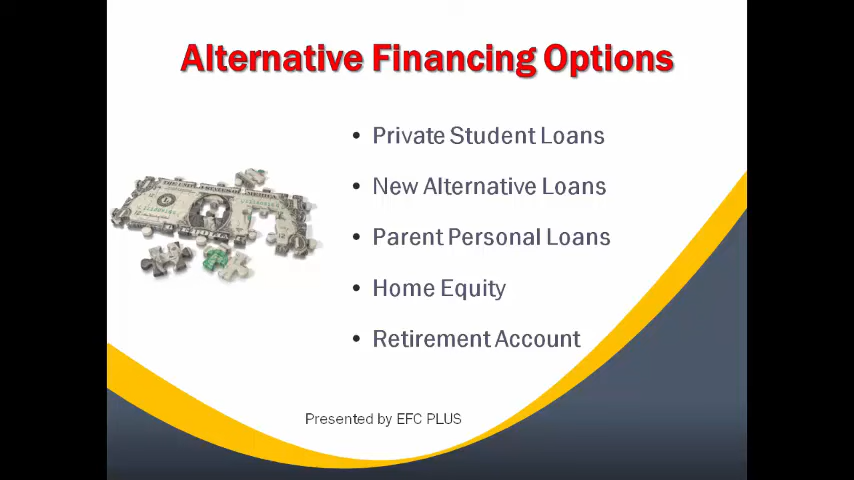 Alternative Financing Options
• Private Student Loans
• New Alternative Loans
• Parent Personal Loans
• Home Equity
• Retirement Account
Presented by EFC PLUS